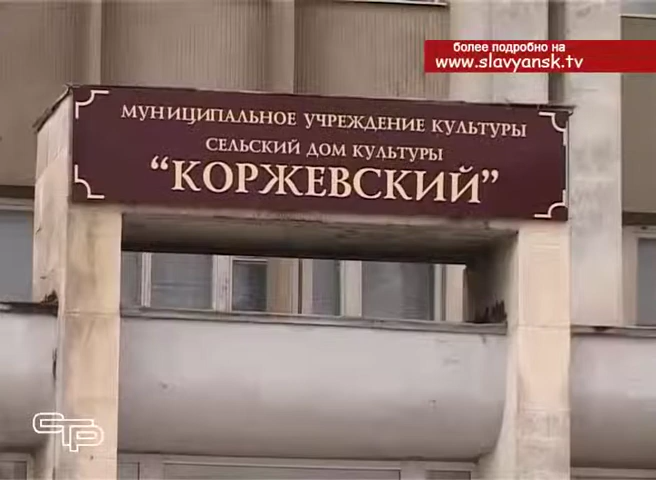 более подробно на
www.slavyansk.tv
МУНИЦИПАЛЬНОЕ УЧРЕЖДЕНИЕ КУЛЬТУРЫ
СЕЛЬСКИЙ ДОМ КУЛЬТУРЫ
“КОРЖЕВСКИЙ”
СТР